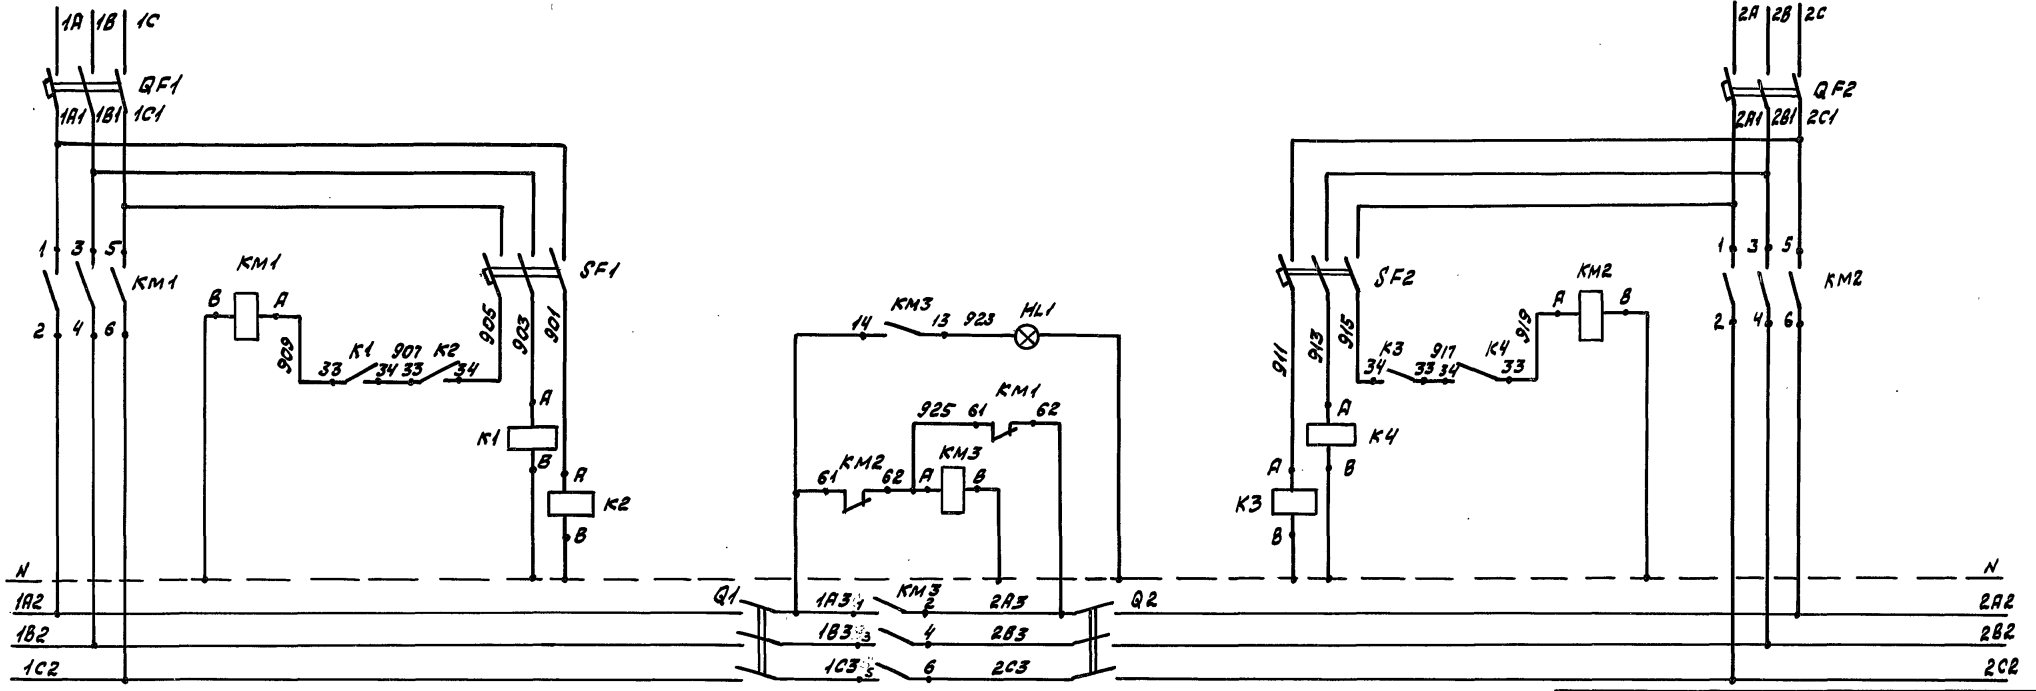 1A 1B 1C 2A 2B 2C
QF1 QF2
1A1 1B1 1C1 2A1 2B1 2C1
1 3 5 KM1 1 3 5
KM1 B A SF1 SF2 KM2 A B KM2
2 4 6 905 903 901 KM3 HL1 911 913 915 919 2 4 6
14 13 923
909 K1 907 K2 K3 917 K4
33 34 33 34 34 33 34 33
A KM1 A
925 61 62
K1 K4
B KM2 KM3 B
A 61 62 A B A
K2 K3
B B
N N
1A2 Q1 1A3 1 KM3 2 2A3 Q2 2A2
1B2 1B3 3 4 2B3 2B2
1C2 1C3 5 6 2C3 2C2